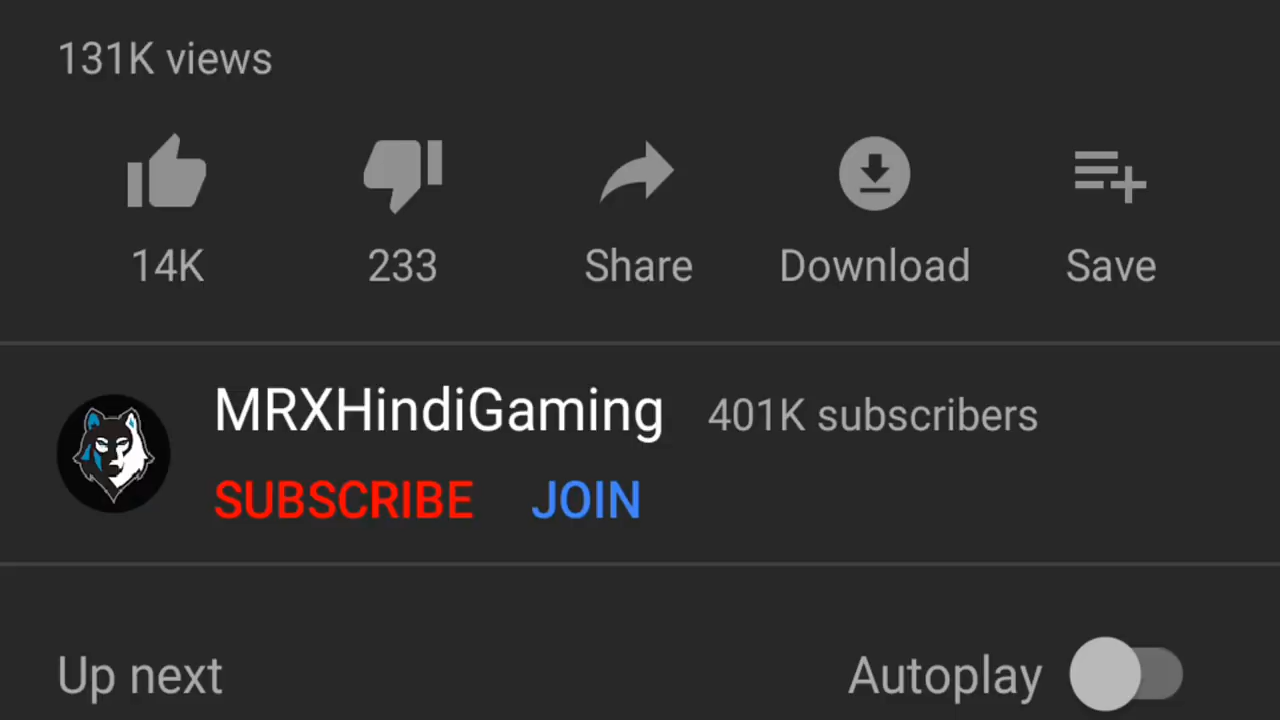 131K views
14K 233 Share Download Save
MRXHindiGaming 401K subscribers
SUBSCRIBE JOIN
Up next Autoplay